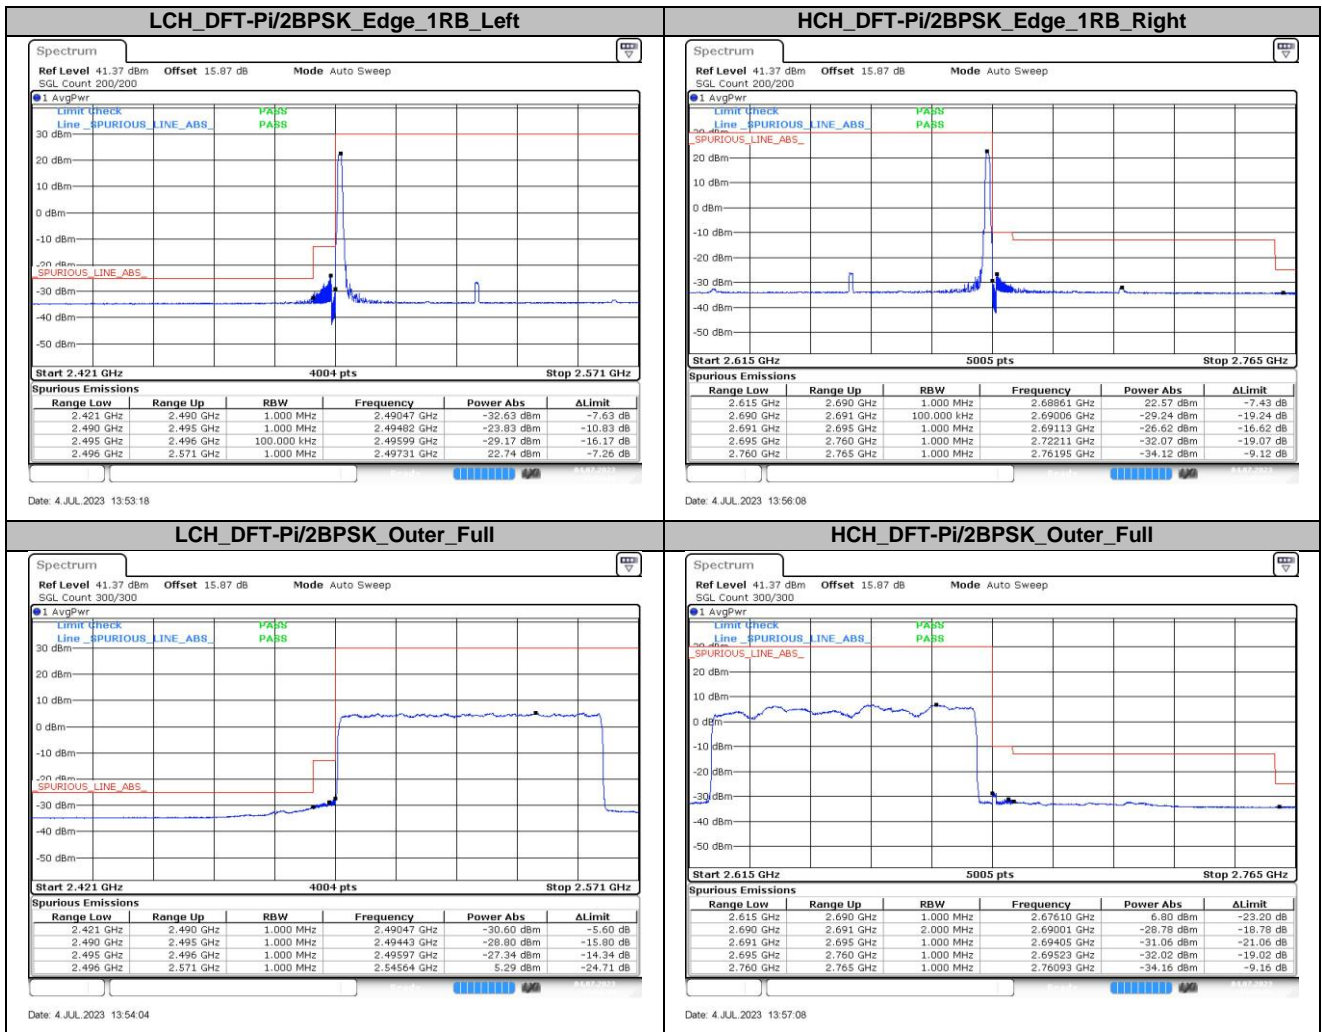 LCH_DFT-Pi/2BPSK_Edge_1RB_Left
Spectrum
Ref Level 41.37 dBm Offset 15.87 dB Mode Auto Sweep
SGL Count 200/200
1 AvgPwr
Limit Check PASS
Line _SPURIOUS_LINE_ABS_ PASS
30 dBm
20 dBm
10 dBm
0 dBm
-10 dBm
-20 dBm
_SPURIOUS_LINE_ABS_
-30 dBm
-40 dBm
-50 dBm
Start 2.421 GHz 4004 pts Stop 2.571 GHz
Spurious Emissions
Range Low Range Up RBW Frequency Power Abs ΔLimit
2.421 GHz 2.490 GHz 1.000 MHz 2.49047 GHz -32.63 dBm -7.63 dB
2.490 GHz 2.495 GHz 1.000 MHz 2.49482 GHz -23.83 dBm -10.83 dB
2.495 GHz 2.496 GHz 100.000 kHz 2.49599 GHz -29.17 dBm -16.17 dB
2.496 GHz 2.571 GHz 1.000 MHz 2.49731 GHz 22.74 dBm -7.26 dB
Date: 4.JUL.2023 13:53:18
HCH_DFT-Pi/2BPSK_Edge_1RB_Right
Spectrum
Ref Level 41.37 dBm Offset 15.87 dB Mode Auto Sweep
SGL Count 200/200
1 AvgPwr
Limit Check PASS
Line _SPURIOUS_LINE_ABS_ PASS
_SPURIOUS_LINE_ABS_
20 dBm
10 dBm
0 dBm
-10 dBm
-20 dBm
-30 dBm
-40 dBm
-50 dBm
Start 2.615 GHz 5005 pts Stop 2.765 GHz
Spurious Emissions
Range Low Range Up RBW Frequency Power Abs ΔLimit
2.615 GHz 2.690 GHz 1.000 MHz 2.68861 GHz 22.57 dBm -7.43 dB
2.690 GHz 2.691 GHz 100.000 kHz 2.69006 GHz -29.24 dBm -19.24 dB
2.691 GHz 2.695 GHz 1.000 MHz 2.69113 GHz -26.62 dBm -16.62 dB
2.695 GHz 2.760 GHz 1.000 MHz 2.72211 GHz -32.07 dBm -19.07 dB
2.760 GHz 2.765 GHz 1.000 MHz 2.76195 GHz -34.12 dBm -9.12 dB
Date: 4.JUL.2023 13:56:08
LCH_DFT-Pi/2BPSK_Outer_Full
Spectrum
Ref Level 41.37 dBm Offset 15.87 dB Mode Auto Sweep
SGL Count 300/300
1 AvgPwr
Limit Check PASS
Line _SPURIOUS_LINE_ABS_ PASS
30 dBm
20 dBm
10 dBm
0 dBm
-10 dBm
-20 dBm
_SPURIOUS_LINE_ABS_
-30 dBm
-40 dBm
-50 dBm
Start 2.421 GHz 4004 pts Stop 2.571 GHz
Spurious Emissions
Range Low Range Up RBW Frequency Power Abs ΔLimit
2.421 GHz 2.490 GHz 1.000 MHz 2.49047 GHz -30.60 dBm -5.60 dB
2.490 GHz 2.495 GHz 1.000 MHz 2.49443 GHz -28.80 dBm -15.80 dB
2.495 GHz 2.496 GHz 1.000 MHz 2.49597 GHz -27.34 dBm -14.34 dB
2.496 GHz 2.571 GHz 1.000 MHz 2.54564 GHz 5.29 dBm -24.71 dB
Date: 4.JUL.2023 13:54:04
HCH_DFT-Pi/2BPSK_Outer_Full
Spectrum
Ref Level 41.37 dBm Offset 15.87 dB Mode Auto Sweep
SGL Count 300/300
1 AvgPwr
Limit Check PASS
Line _SPURIOUS_LINE_ABS_ PASS
_SPURIOUS_LINE_ABS_
20 dBm
10 dBm
0 dBm
-10 dBm
-20 dBm
-30 dBm
-40 dBm
-50 dBm
Start 2.615 GHz 5005 pts Stop 2.765 GHz
Spurious Emissions
Range Low Range Up RBW Frequency Power Abs ΔLimit
2.615 GHz 2.690 GHz 1.000 MHz 2.67610 GHz 6.80 dBm -23.20 dB
2.690 GHz 2.691 GHz 2.000 MHz 2.69001 GHz -28.78 dBm -18.78 dB
2.691 GHz 2.695 GHz 1.000 MHz 2.69405 GHz -31.06 dBm -21.06 dB
2.695 GHz 2.760 GHz 1.000 MHz 2.69523 GHz -32.02 dBm -19.02 dB
2.760 GHz 2.765 GHz 1.000 MHz 2.76093 GHz -34.16 dBm -9.16 dB
Date: 4.JUL.2023 13:57:08